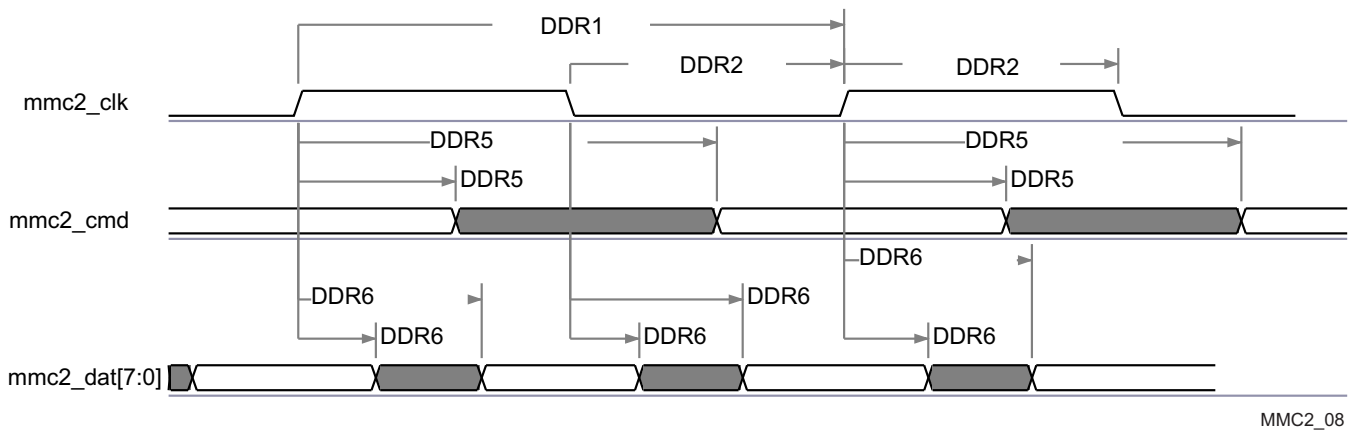 DDR1
DDR2
DDR2
mmc2_clk
DDR5
DDR5
DDR5
DDR5
mmc2_cmd
DDR6
DDR6
DDR6
DDR6
DDR6
DDR6
mmc2_dat[7:0]
MMC2_08